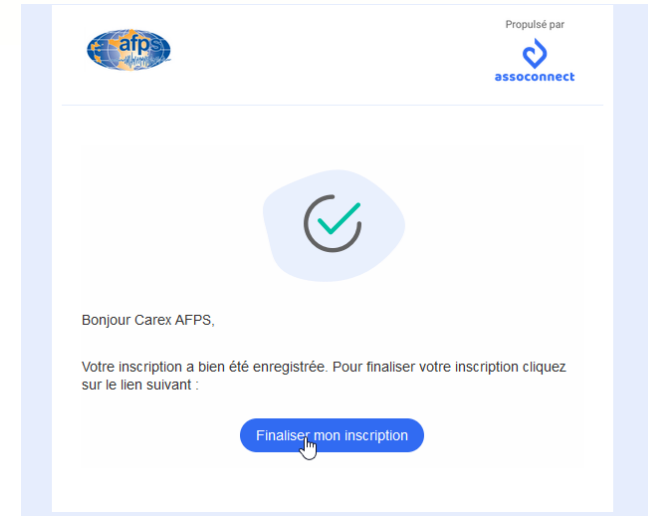 Propulsé par
afps
assoconnect
Bonjour Carex AFPS,
Votre inscription a bien été enregistrée. Pour finaliser votre inscription cliquez
sur le lien suivant :
Finaliser mon inscription